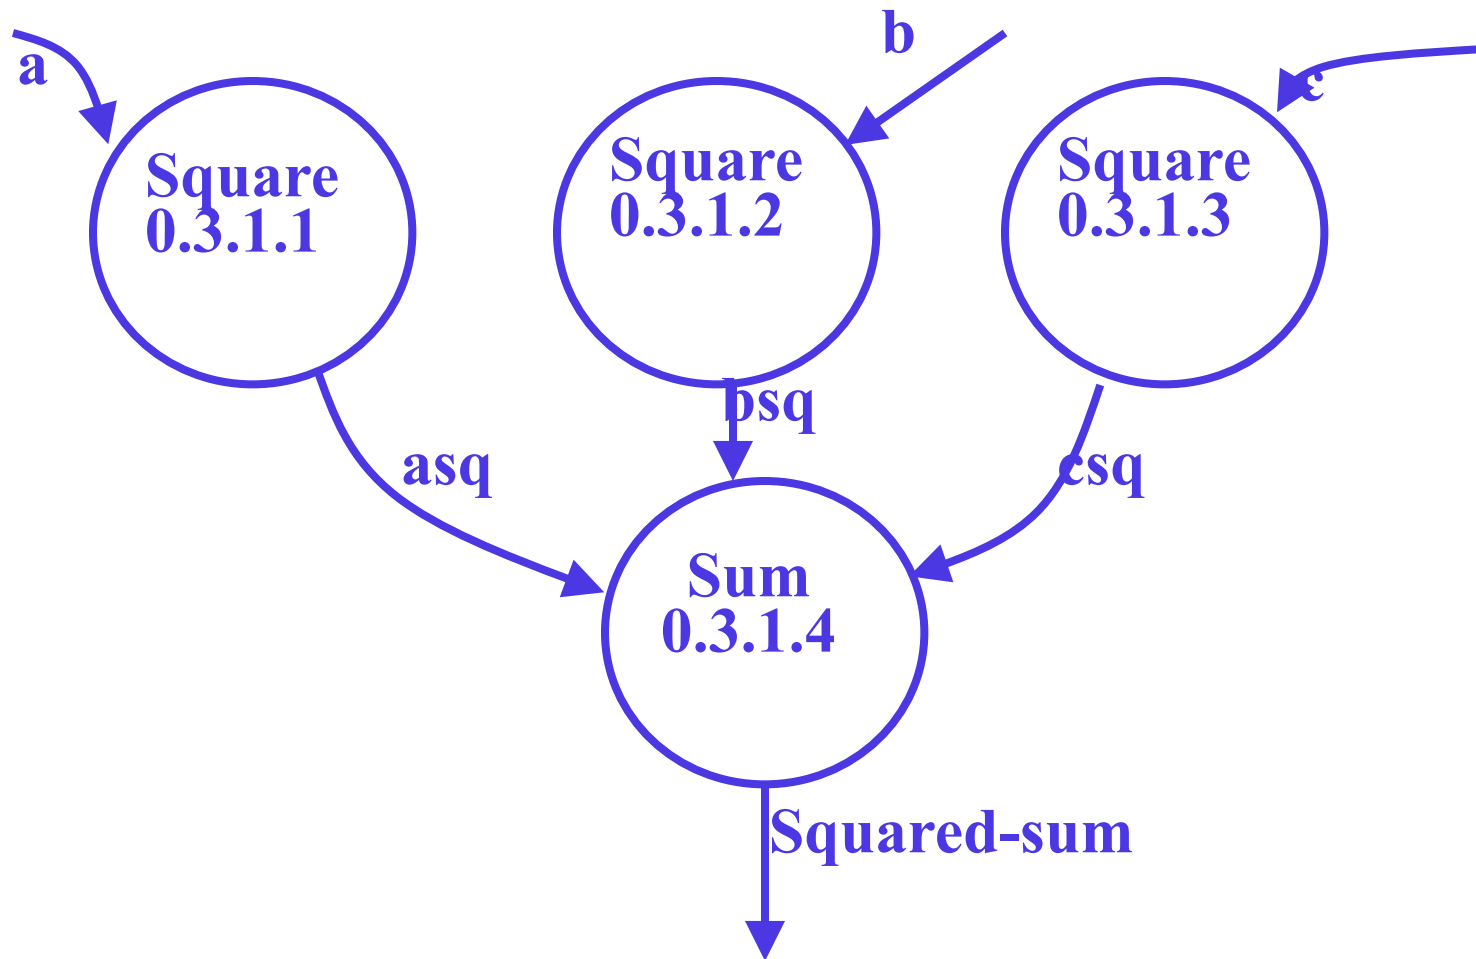 a
b
c
Square
0.3.1.1
Square
0.3.1.2
Square
0.3.1.3
asq
bsq
csq
Sum
0.3.1.4
Squared-sum